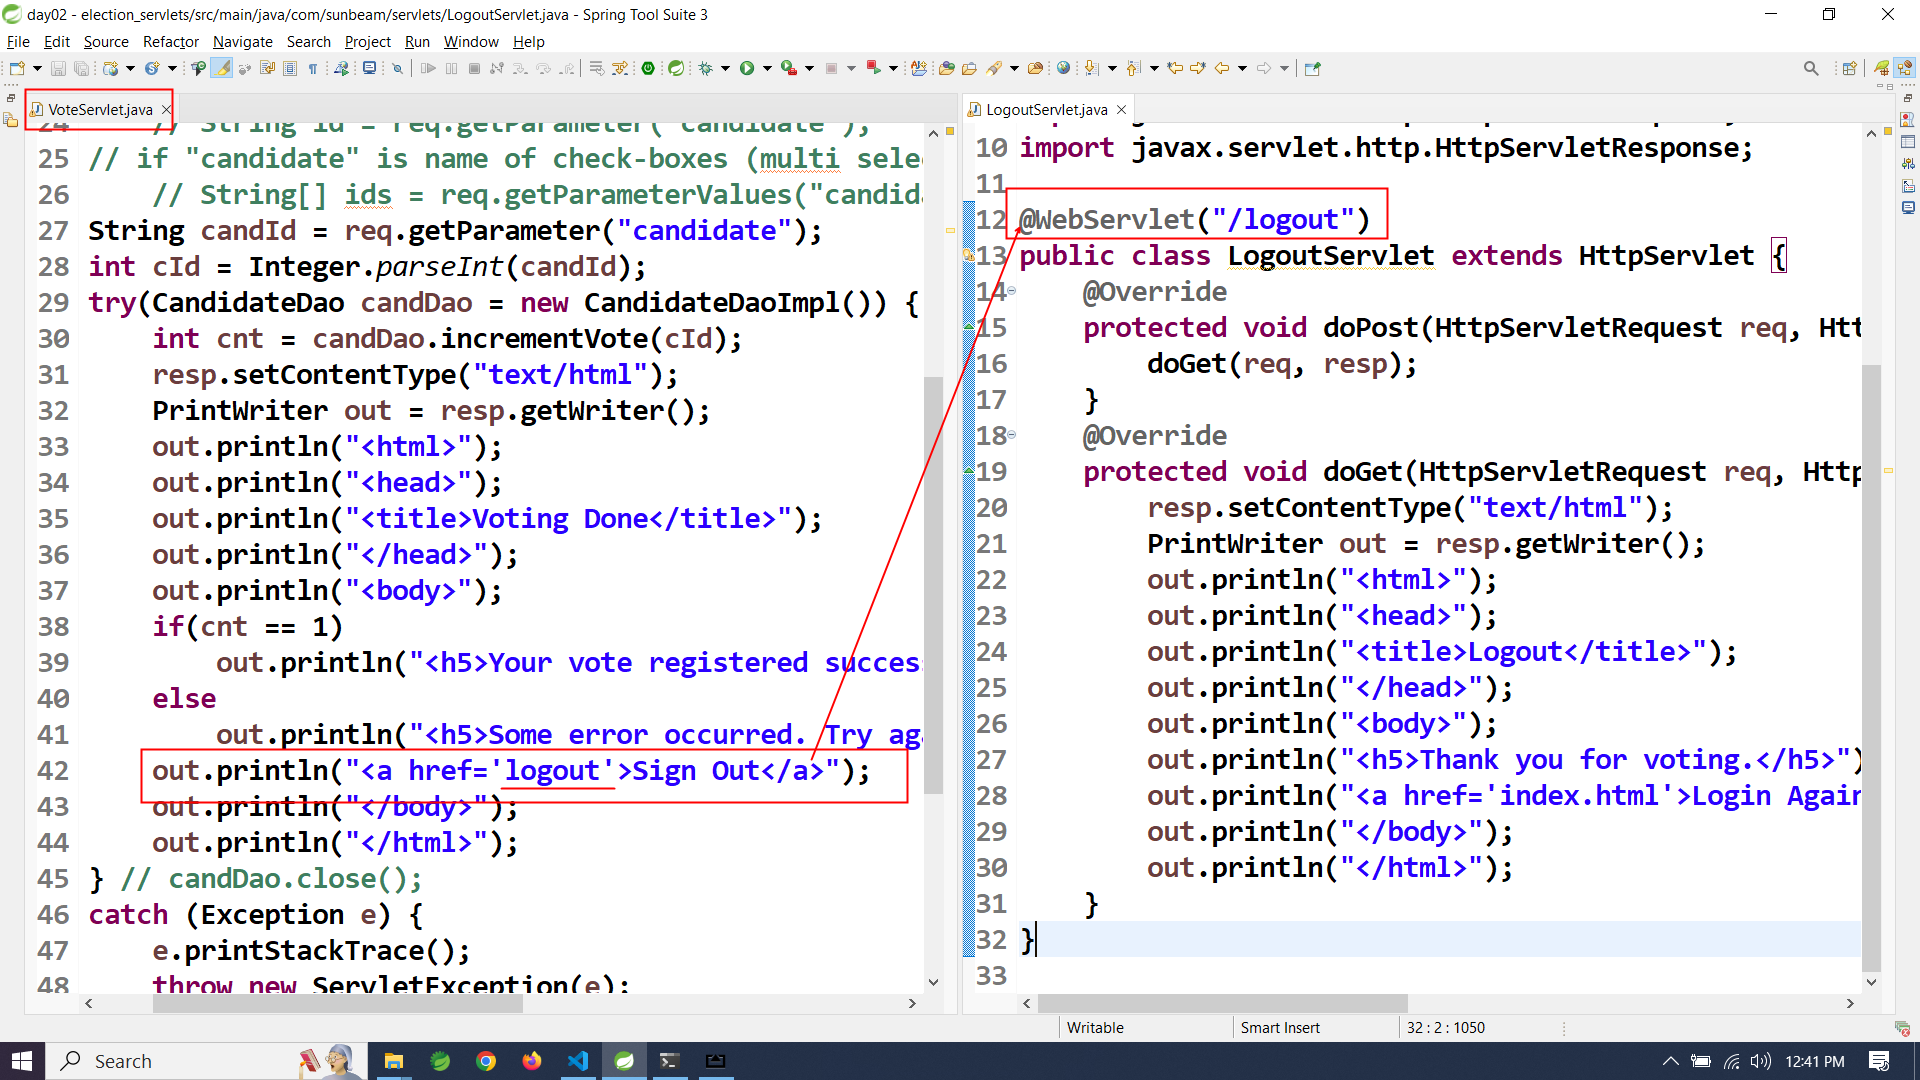 day02 - election_servlets/src/main/java/com/sunbeam/servlets/LogoutServlet.java - Spring Tool Suite 3
File Edit Source Refactor Navigate Search Project Run Window Help
VoteServlet.java
24 // String id = req.getParameter("candidate");
25 // if "candidate" is name of check-boxes (multi sele
26 // String[] ids = req.getParameterValues("candida
27 String candId = req.getParameter("candidate");
28 int cId = Integer.parseInt(candId);
29 try(CandidateDao candDao = new CandidateDaoImpl()) {
30 int cnt = candDao.incrementVote(cId);
31 resp.setContentType("text/html");
32 PrintWriter out = resp.getWriter();
33 out.println("<html>");
34 out.println("<head>");
35 out.println("<title>Voting Done</title>");
36 out.println("</head>");
37 out.println("<body>");
38 if(cnt == 1)
39 out.println("<h5>Your vote registered succes
40 else
41 out.println("<h5>Some error occurred. Try aga
42 out.println("<a href='logout'>Sign Out</a>");
43 out.println("</body>");
44 out.println("</html>");
45 } // candDao.close();
46 catch (Exception e) {
47 e.printStackTrace();
48 throw new ServletException(e);
LogoutServlet.java
10 import javax.servlet.http.HttpServletResponse;
11
12 @WebServlet("/logout")
13 public class LogoutServlet extends HttpServlet {
14 @Override
15 protected void doPost(HttpServletRequest req, Htt
16 doGet(req, resp);
17 }
18 @Override
19 protected void doGet(HttpServletRequest req, Http
20 resp.setContentType("text/html");
21 PrintWriter out = resp.getWriter();
22 out.println("<html>");
23 out.println("<head>");
24 out.println("<title>Logout</title>");
25 out.println("</head>");
26 out.println("<body>");
27 out.println("<h5>Thank you for voting.</h5>")
28 out.println("<a href='index.html'>Login Again
29 out.println("</body>");
30 out.println("</html>");
31 }
32 }
33
Writable Smart Insert 32 : 2 : 1050
Search
12:41 PM